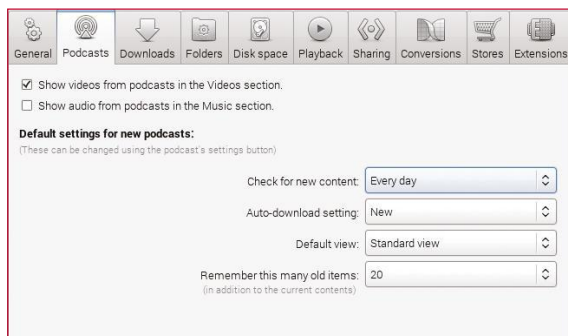 General Podcasts Downloads Folders Disk space Playback Sharing Conversions Stores Extensions
Show videos from podcasts in the Videos section.
Show audio from podcasts in the Music section.
Default settings for new podcasts:
(These can be changed using the podcast's settings button)
Check for new content: Every day
Auto-download setting: New
Default view: Standard view
Remember this many old items: 20
(in addition to the current contents)